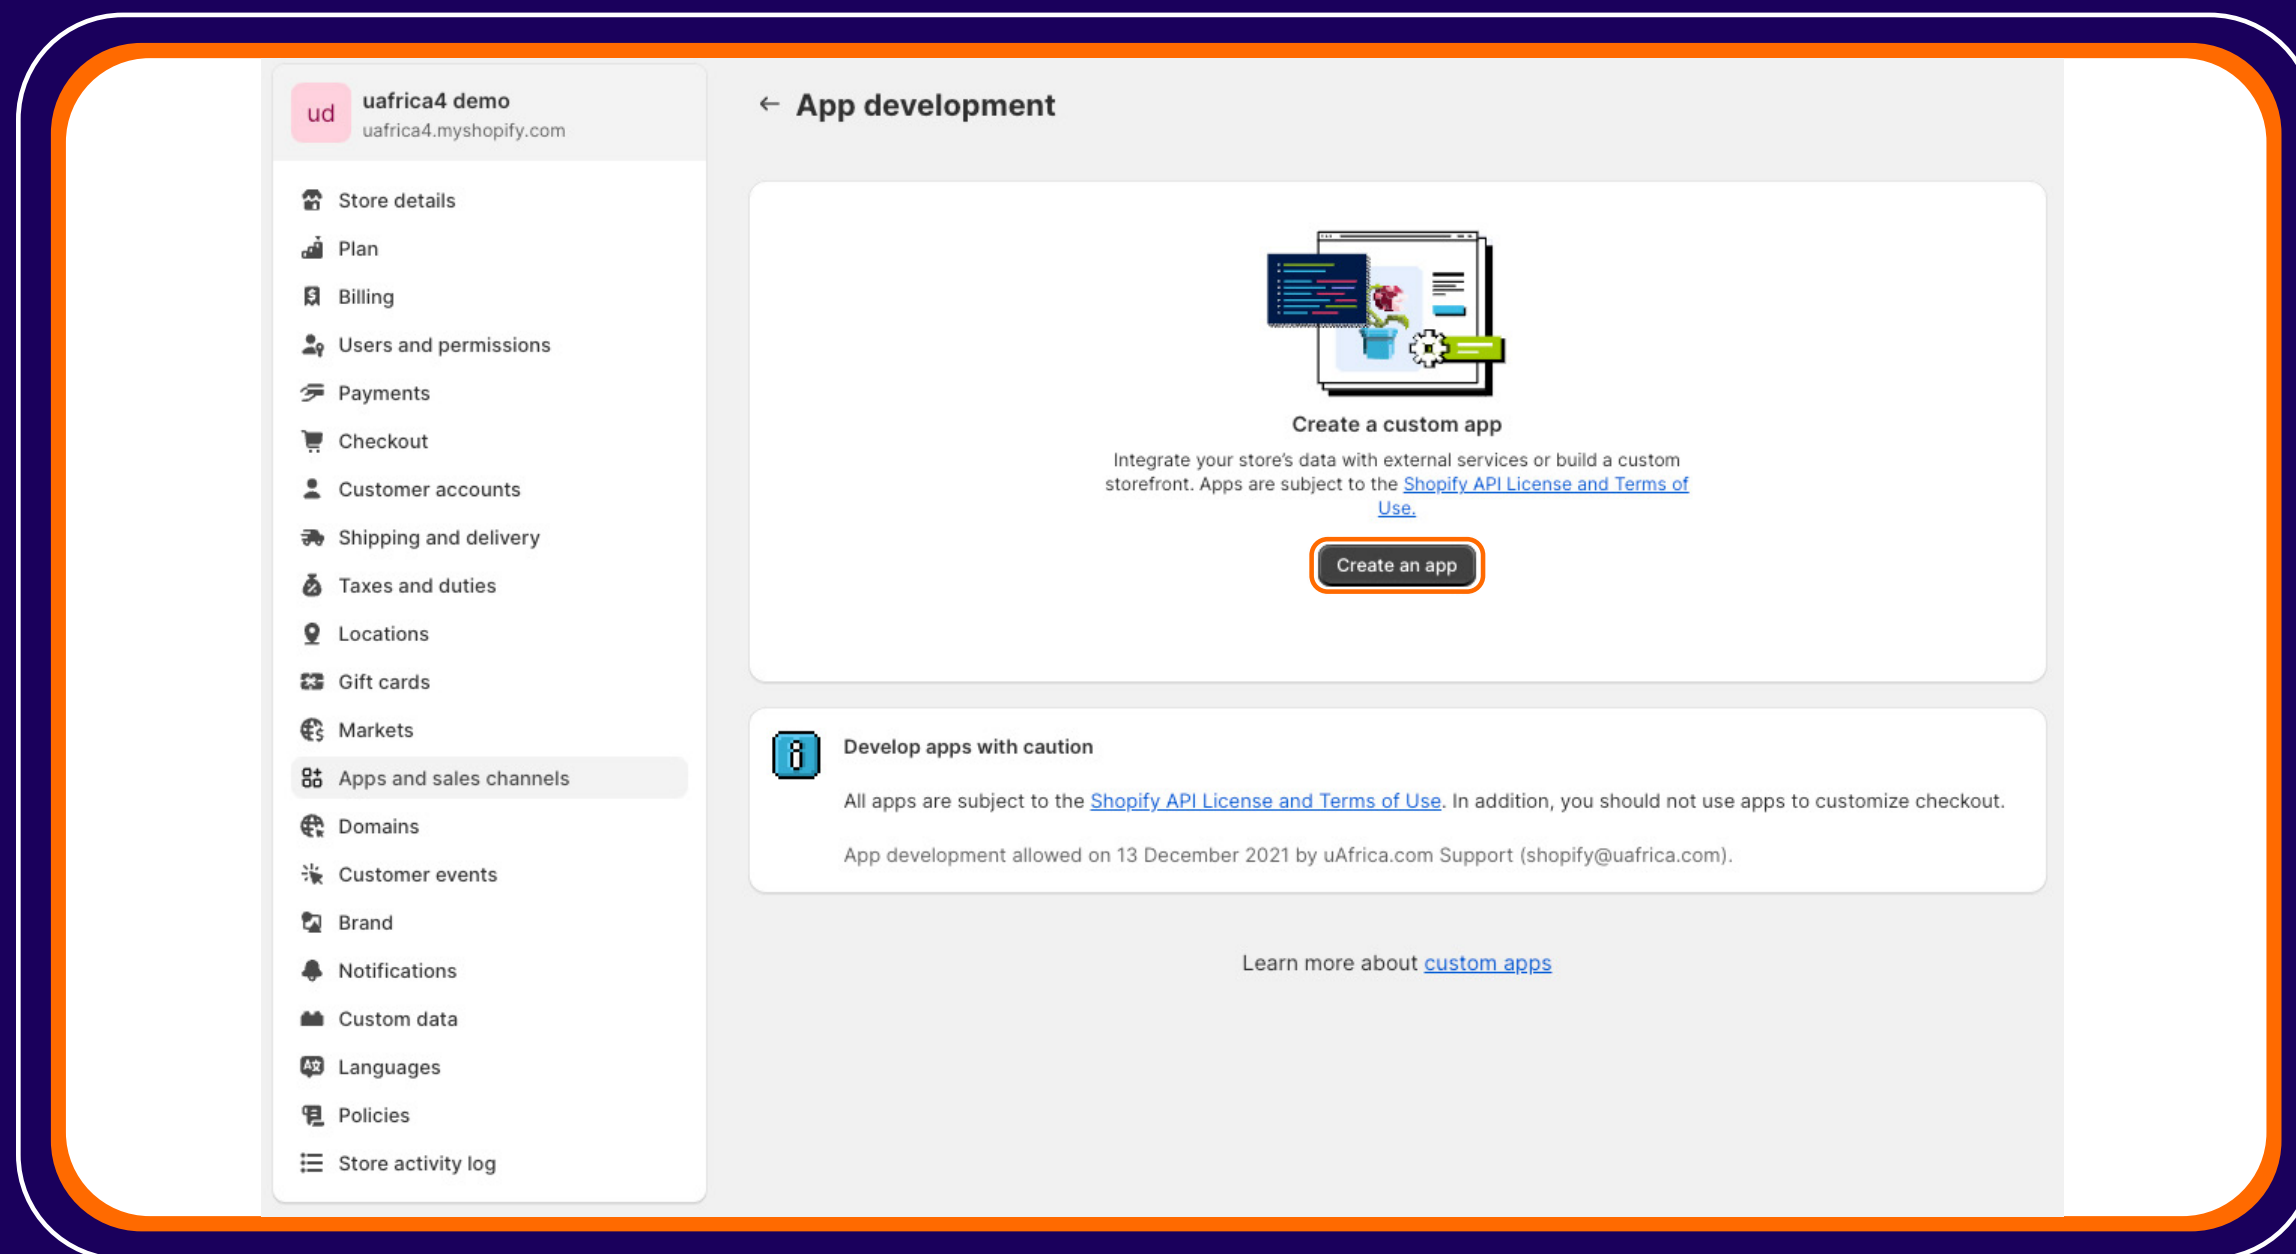 ud
uafrica4 demo
uafrica4.myshopify.com
Store details
Plan
Billing
Users and permissions
Payments
Checkout
Customer accounts
Shipping and delivery
Taxes and duties
Locations
Gift cards
Markets
Apps and sales channels
Domains
Customer events
Brand
Notifications
Custom data
Languages
Policies
Store activity log
← App development
Create a custom app
Integrate your store's data with external services or build a custom
storefront. Apps are subject to the Shopify API License and Terms of
Use.
Create an app
Develop apps with caution
All apps are subject to the Shopify API License and Terms of Use. In addition, you should not use apps to customize checkout.
App development allowed on 13 December 2021 by uAfrica.com Support (shopify@uafrica.com).
Learn more about custom apps